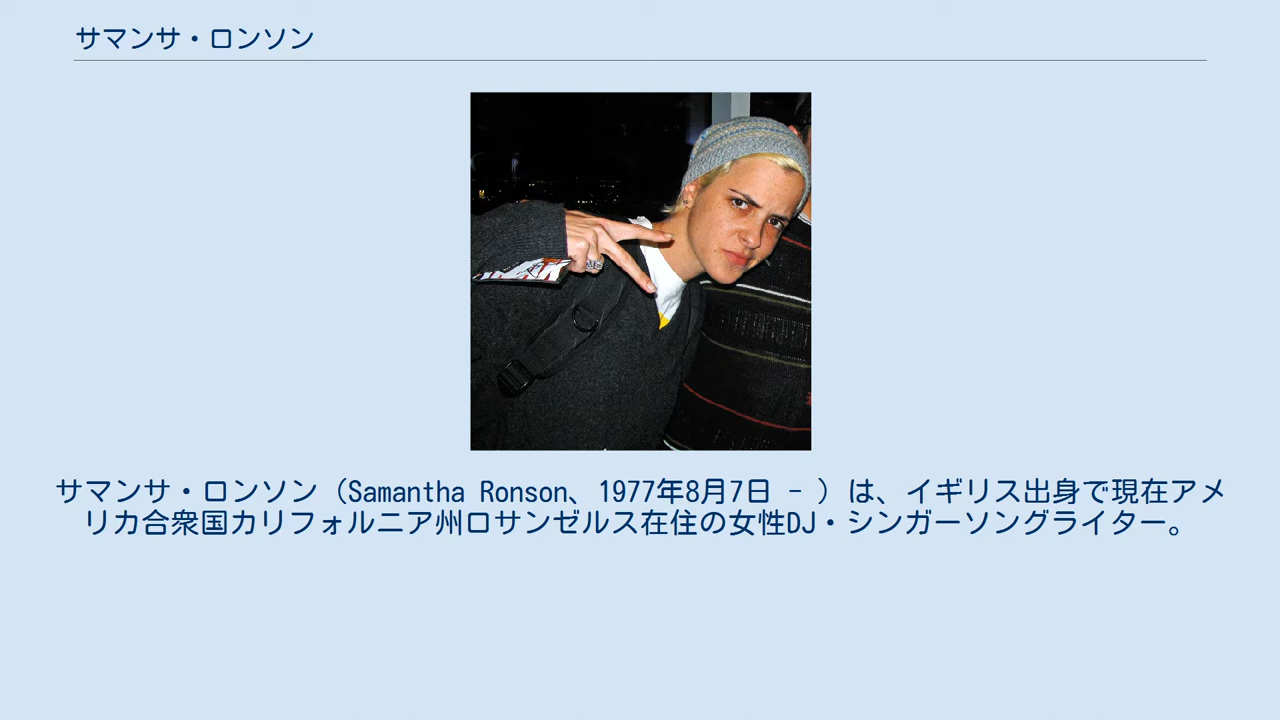 サマンサ・ロンソン
サマンサ・ロンソン（Samantha Ronson、1977年8月7日 - ）は、イギリス出身で現在アメ
リカ合衆国カリフォルニア州ロサンゼルス在住の女性DJ・シンガーソングライター。